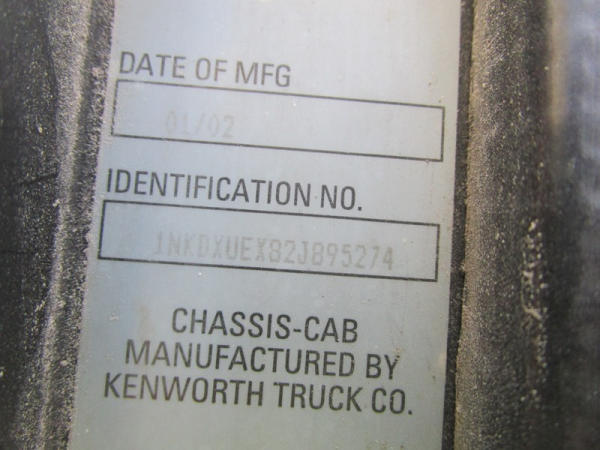 DATE OF MFG
01/02
IDENTIFICATION NO.
1NKDXUEX82J895274
CHASSIS-CAB
MANUFACTURED BY
KENWORTH TRUCK CO.